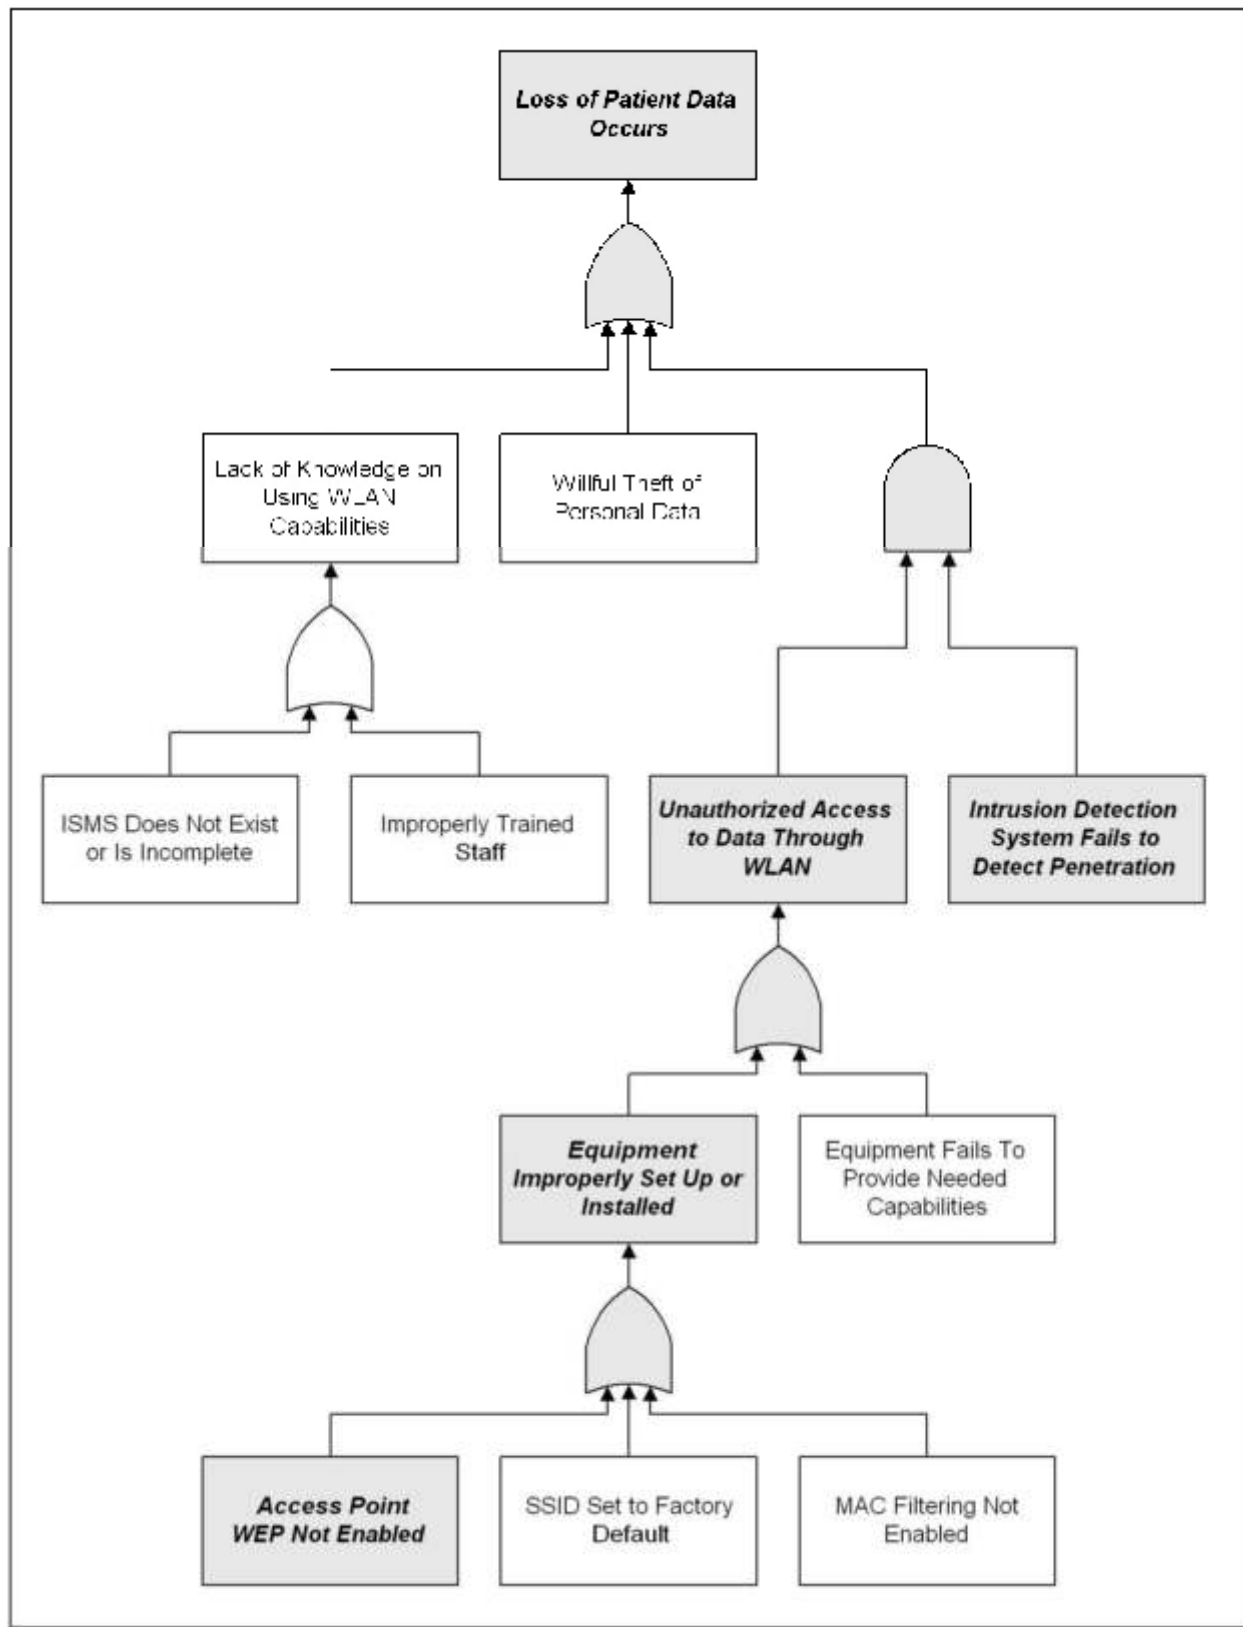 Loss of Patient Data
Occurs
Lack of Knowledge on
Using WLAN
Capabilities
Willful Theft of
Personal Data
ISMS Does Not Exist
or Is Incomplete
Improperly Trained
Staff
Unauthorized Access
to Data Through
WLAN
Intrusion Detection
System Fails to
Detect Penetration
Equipment
Improperly Set Up or
Installed
Equipment Fails To
Provide Needed
Capabilities
Access Point
WEP Not Enabled
SSID Set to Factory
Default
MAC Filtering Not
Enabled